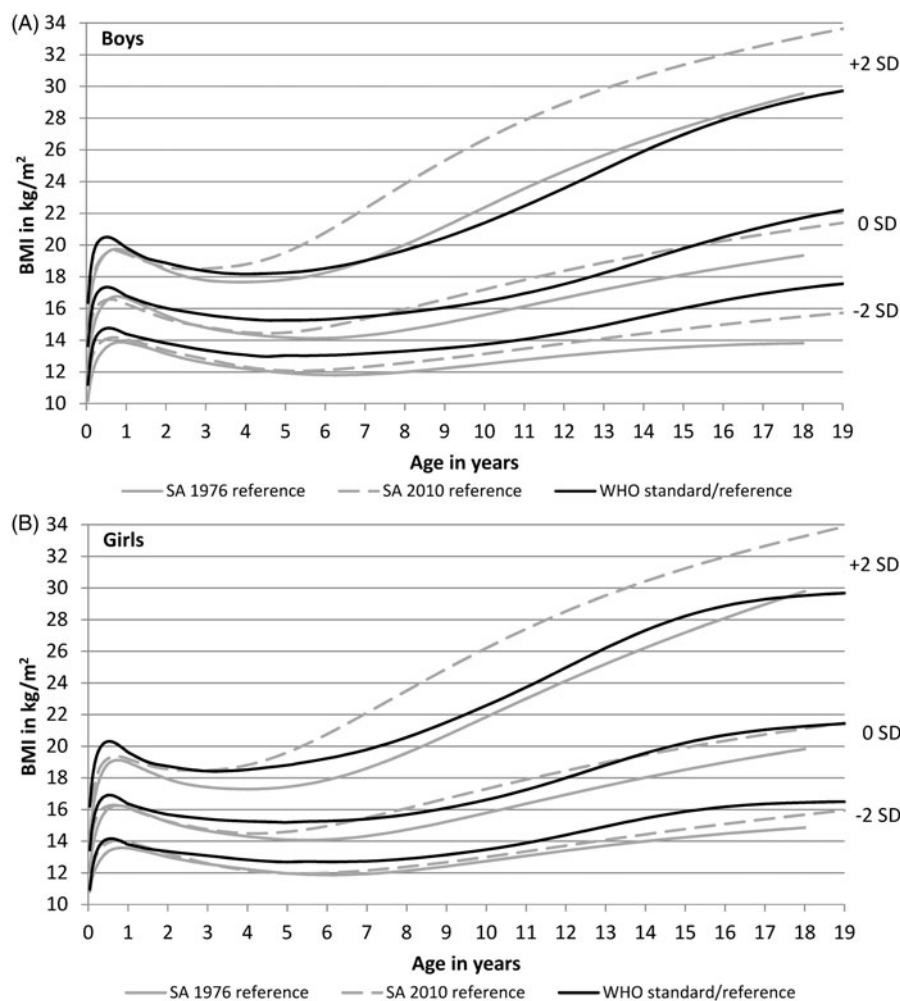 (A)
Boys
BMI in kg/m²
34
32
30
28
26
24
22
20
18
16
14
12
10
+2 SD
0 SD
-2 SD
0 1 2 3 4 5 6 7 8 9 10 11 12 13 14 15 16 17 18 19
Age in years
SA 1976 reference SA 2010 reference WHO standard/reference
(B)
Girls
BMI in kg/m²
34
32
30
28
26
24
22
20
18
16
14
12
10
+2 SD
0 SD
-2 SD
0 1 2 3 4 5 6 7 8 9 10 11 12 13 14 15 16 17 18 19
Age in years
SA 1976 reference SA 2010 reference WHO standard/reference